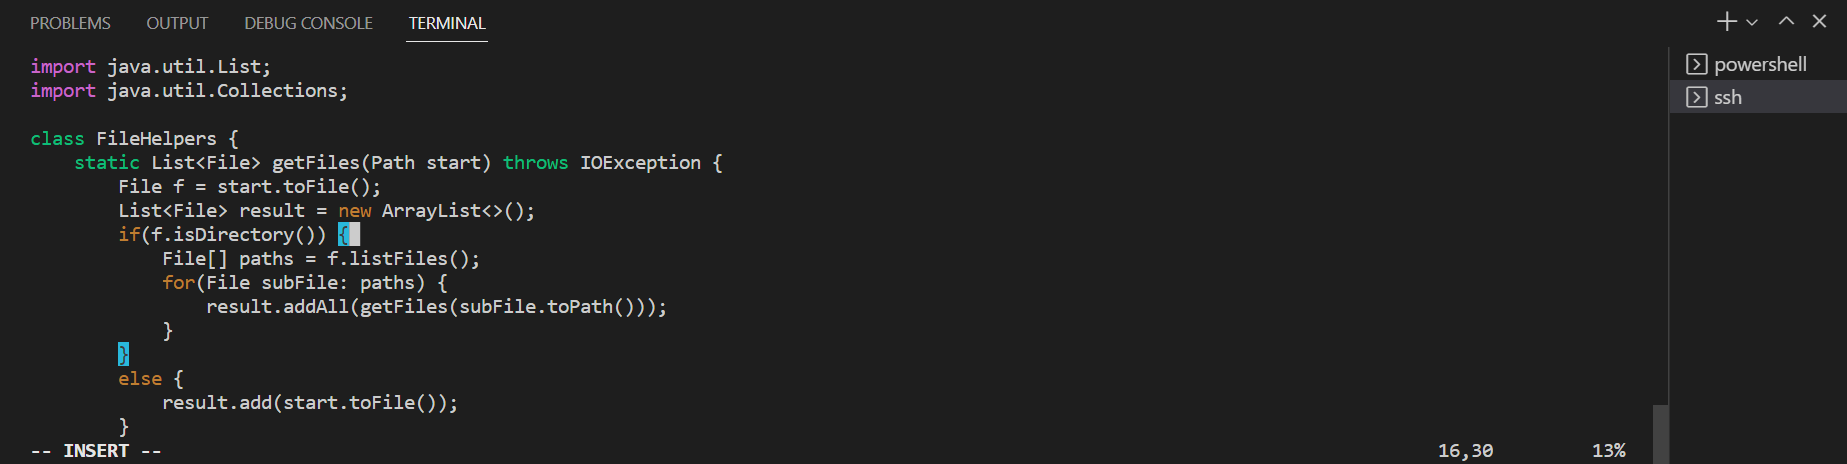 PROBLEMS OUTPUT DEBUG CONSOLE TERMINAL
import java.util.List;
import java.util.Collections;
class FileHelpers {
    static List<File> getFiles(Path start) throws IOException {
        File f = start.toFile();
        List<File> result = new ArrayList<>();
        if(f.isDirectory()) {
            File[] paths = f.listFiles();
            for(File subFile: paths) {
                result.addAll(getFiles(subFile.toPath()));
            }
        }
        else {
            result.add(start.toFile());
        }
-- INSERT -- 16,30 13%
powershell
ssh